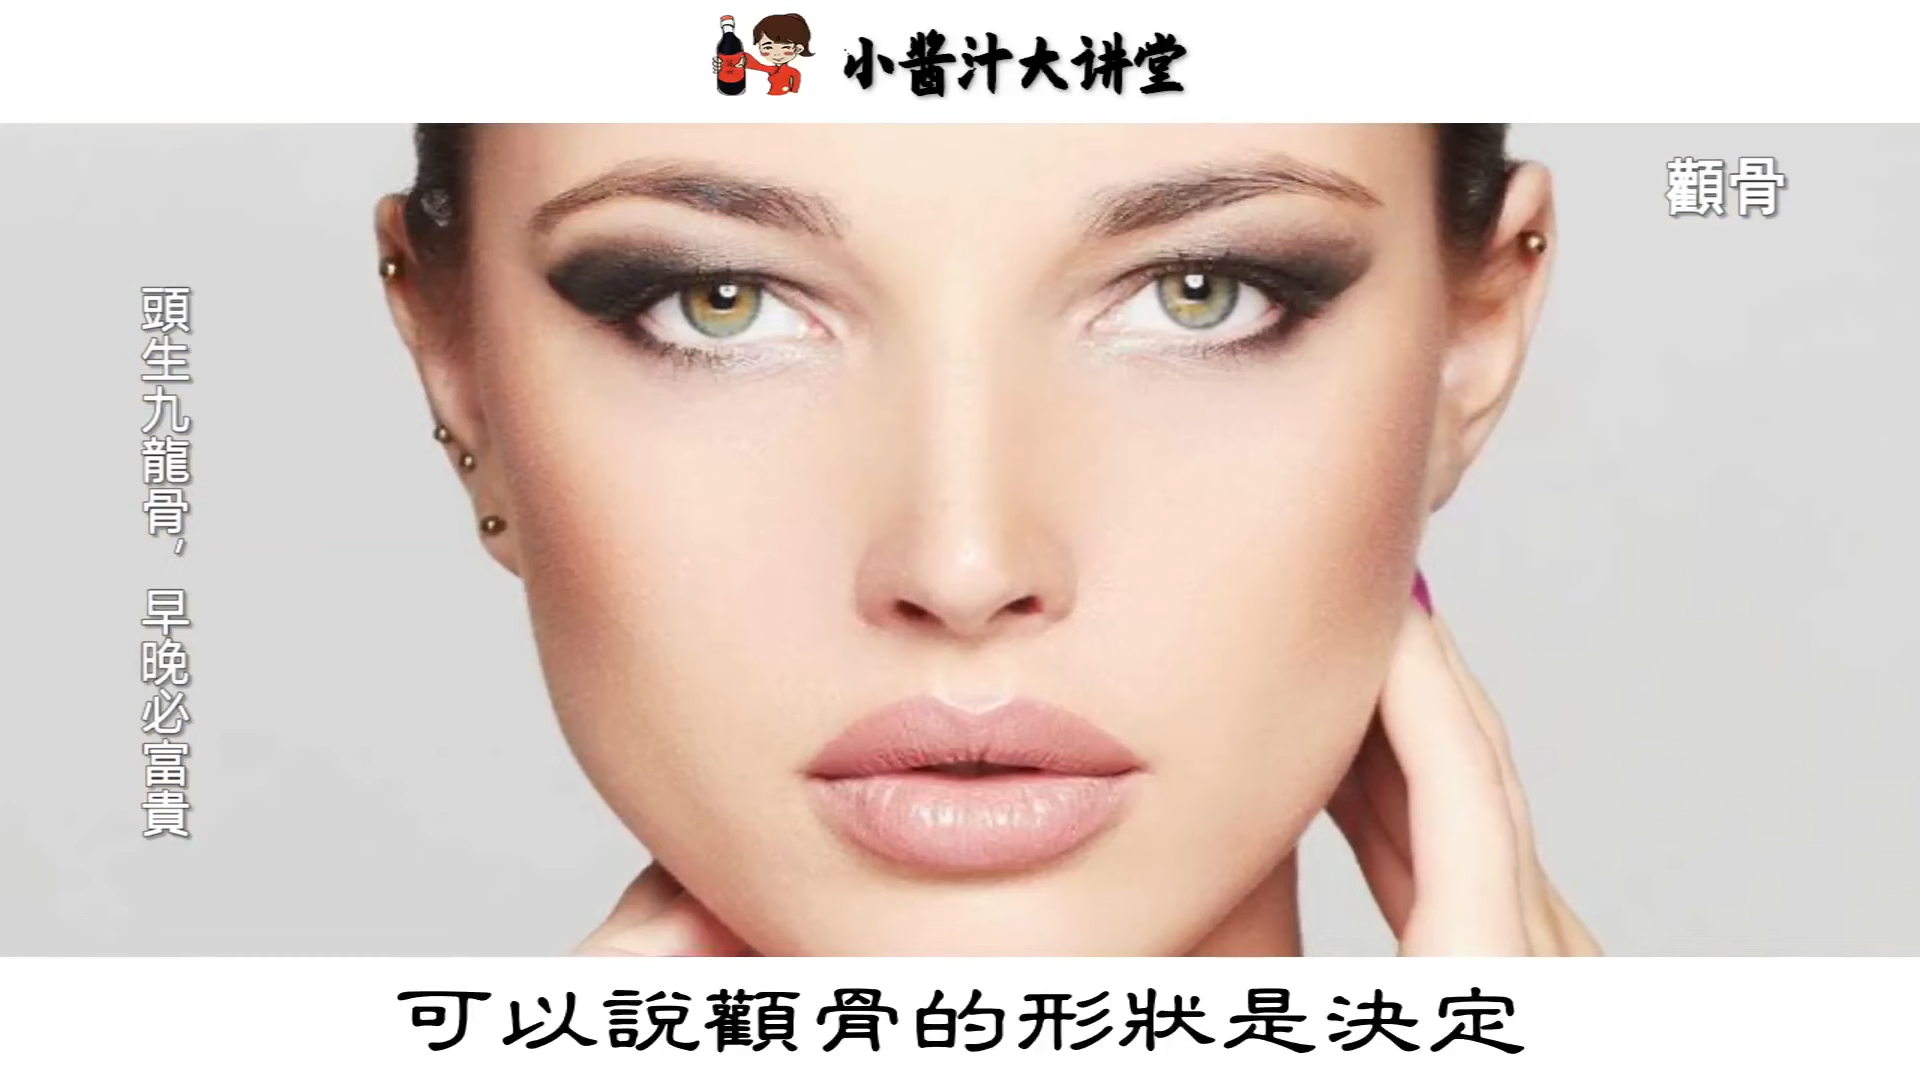 小酱汁大讲堂
顴骨
頭生九龍骨，早晚必富貴
可以說顴骨的形狀是決定